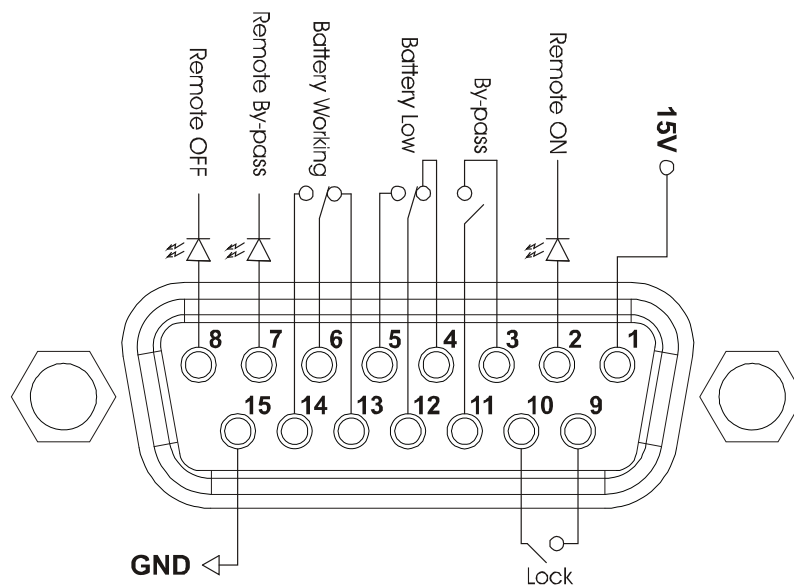 Remote OFF
Remote By-pass
Battery Working
Battery Low
By-pass
Remote ON
15V
8 7 6 5 4 3 2 1
15 14 13 12 11 10 9
GND
Lock